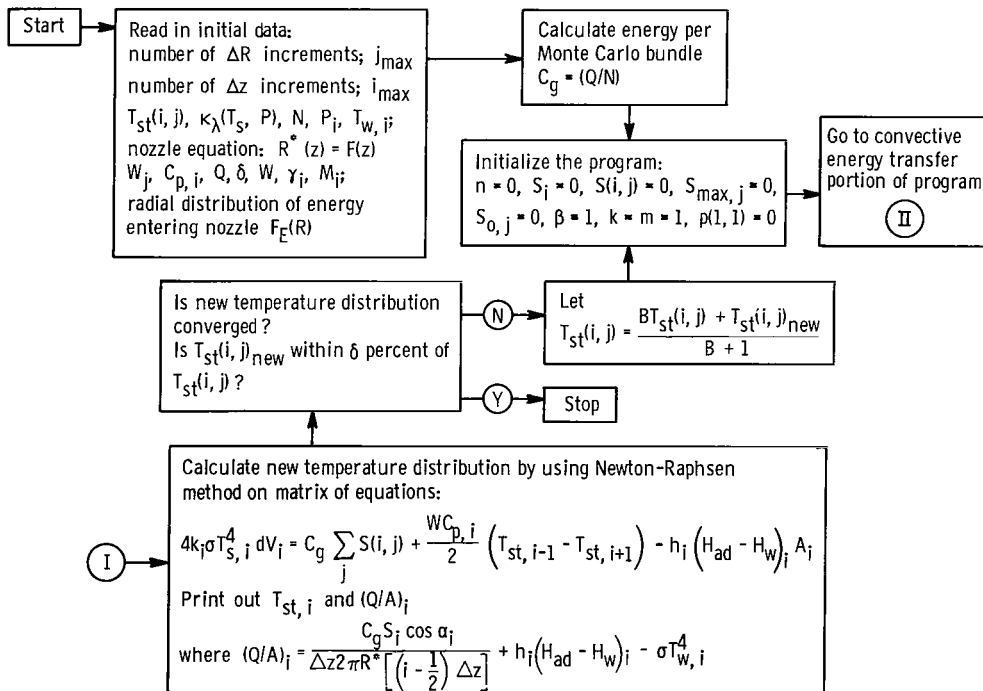 Start
Read in initial data:
number of ΔR increments; j_max
number of Δz increments; i_max
T_st(i, j), κ_λ(T_s, P), N, P_i, T_w, i;
nozzle equation: R* (z) = F(z)
W_j, C_p, i, Q, δ, W, γ_i, M_i;
radial distribution of energy
entering nozzle F_E(R)
Calculate energy per
Monte Carlo bundle
C_g = (Q/N)
Initialize the program:
n = 0, S_i = 0, S(i, j) = 0, S_max, j = 0,
S_o, j = 0, β = 1, k = m = 1, p(1, 1) = 0
Go to convective
energy transfer
portion of program
II
Is new temperature distribution
converged?
Is T_st(i, j)_new within δ percent of
T_st(i, j) ?
N
Let
T_st(i, j) = (BT_st(i, j) + T_st(i, j)_new) / (B + 1)
Y
Stop
I
Calculate new temperature distribution by using Newton-Raphsen
method on matrix of equations:
4k_iσT^4_s, i dV_i = C_g ∑_j S(i, j) + (WC_p, i / 2) (T_st, i-1 - T_st, i+1) - h_i (H_ad - H_w)_i A_i
Print out T_st, i and (Q/A)_i
where (Q/A)_i = (C_g S_i cos α_i) / (Δz2πR*[(i - 1/2) Δz]) + h_i(H_ad - H_w)_i - σT^4_w, i